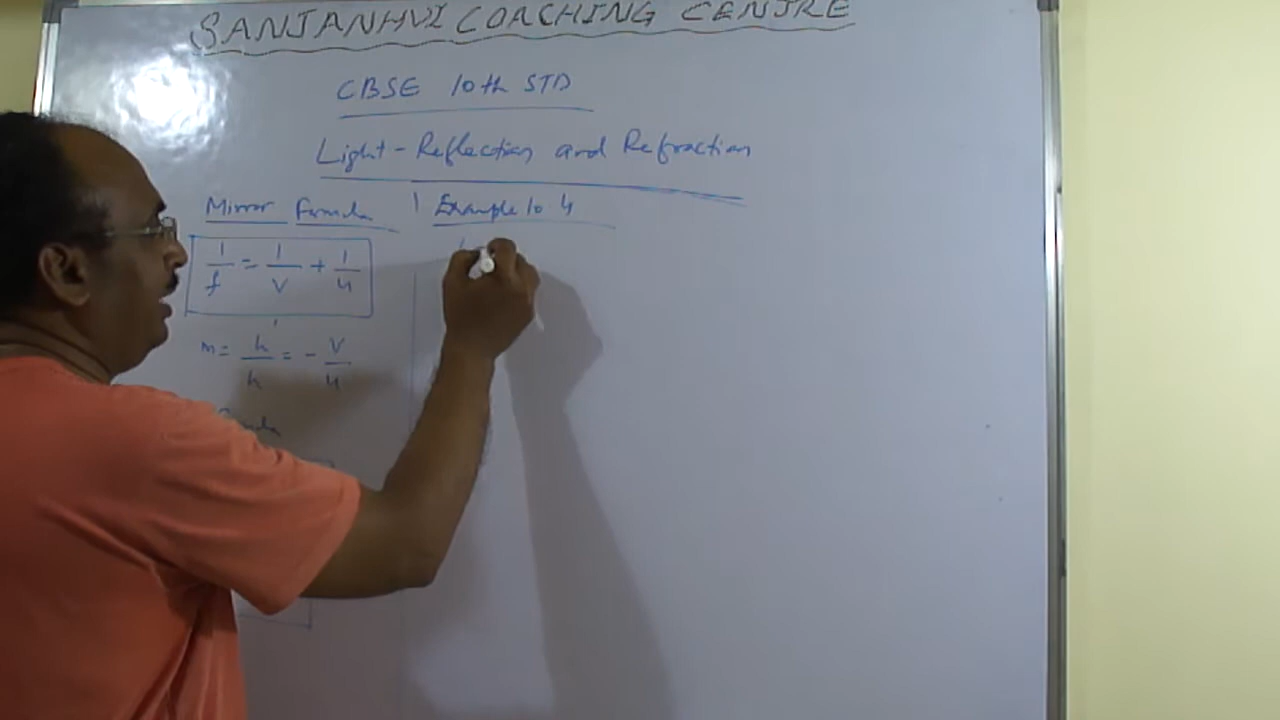 SANJANHVI COACHING CENTRE
CBSE 10th STD
Light - Reflection and Refraction
Mirror Formula
1/f = 1/v + 1/u
m = h'/h = - v/u
Example 10 4